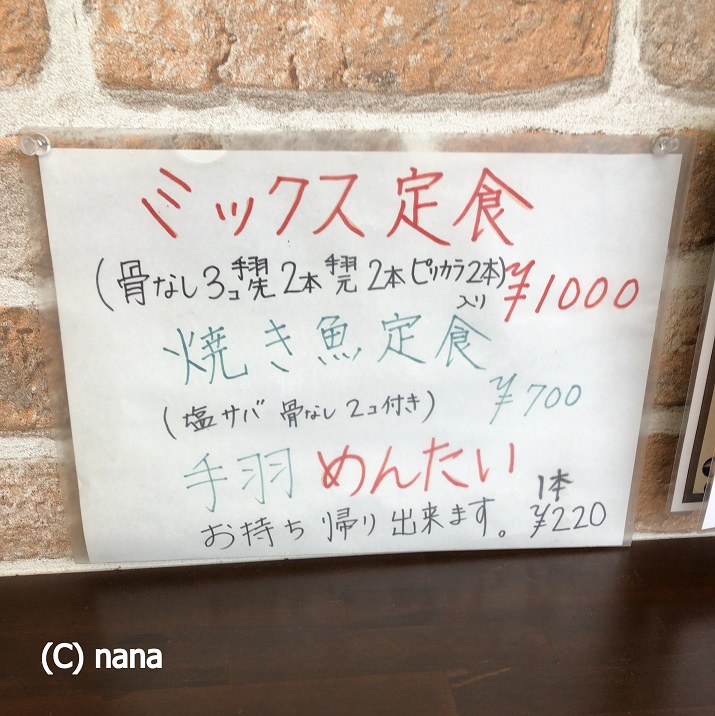 ミックス定食
(骨なし3コ手羽先2本手羽元2本ピリカラ2本)
入り ¥1000
焼き魚定食
(塩サバ 骨なし 2コ付き) ¥700
手羽めんたい 1本
お持ち帰り出来ます。 ¥220
(C) nana